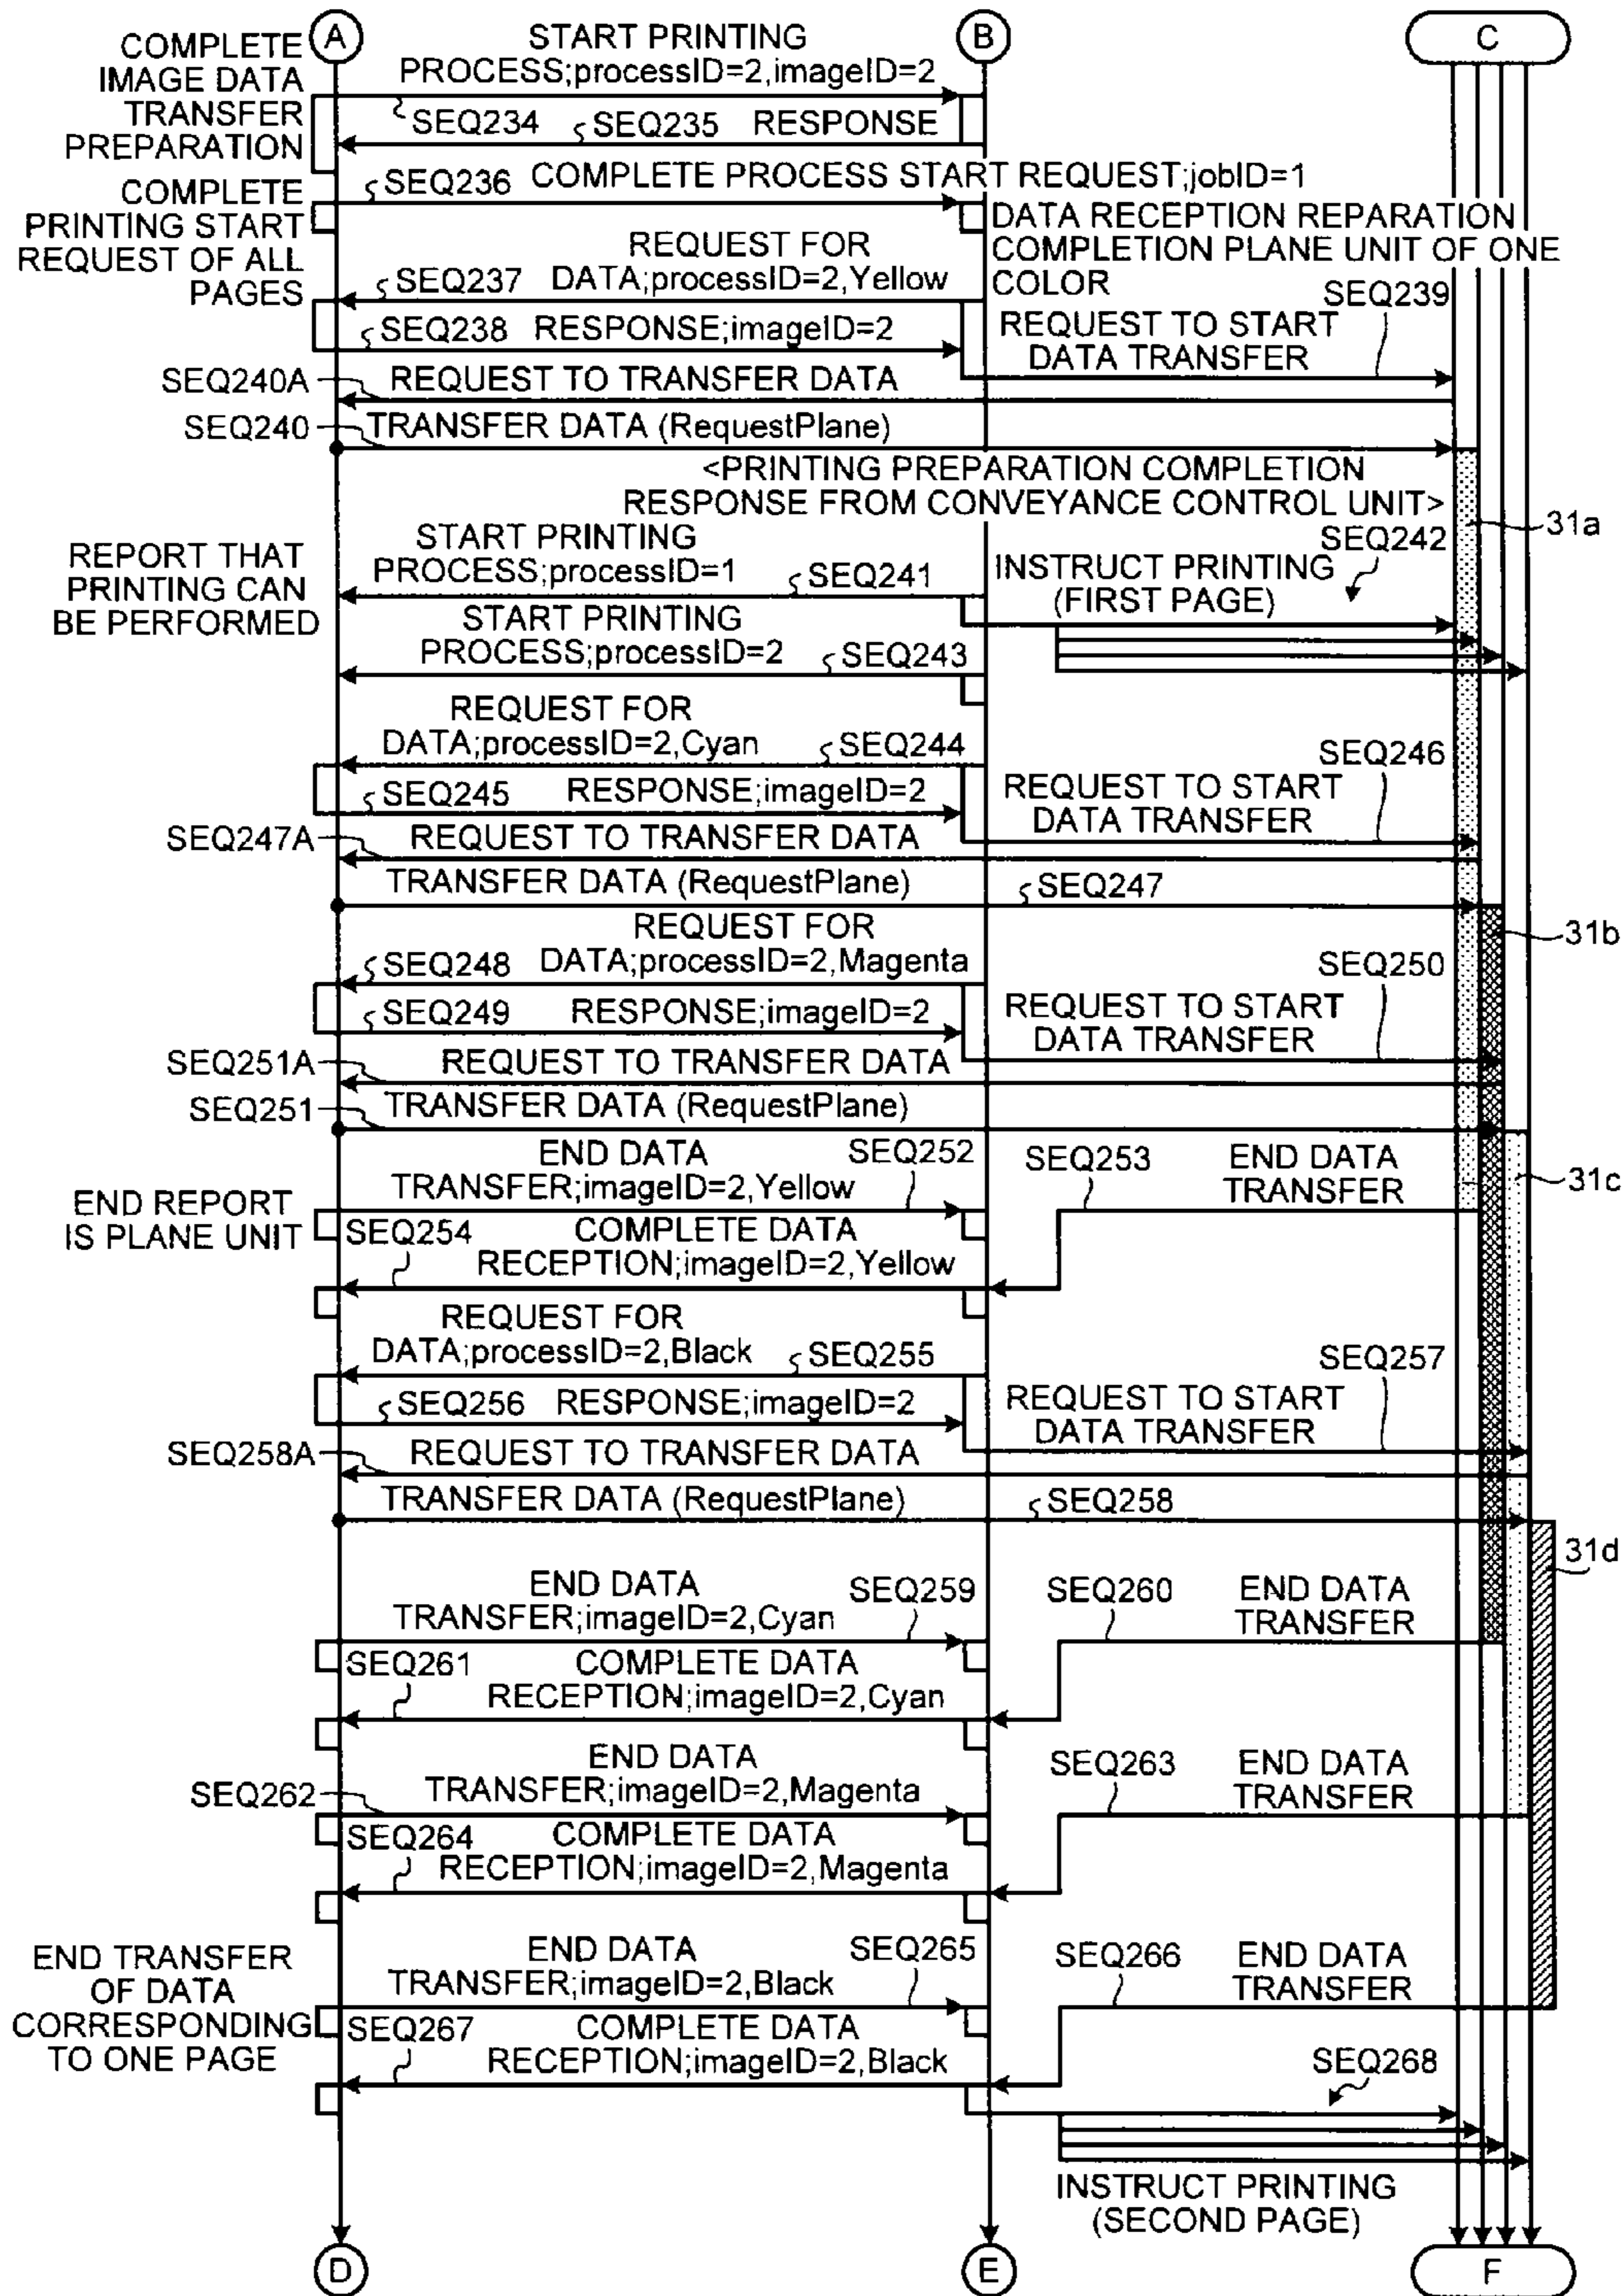 A
B
C
COMPLETE
IMAGE DATA
TRANSFER
PREPARATION
START PRINTING
PROCESS;processID=2,imageID=2
SEQ234
SEQ235
RESPONSE
COMPLETE
PRINTING START
REQUEST OF ALL
PAGES
SEQ236
COMPLETE PROCESS START REQUEST;jobID=1
DATA RECEPTION REPARATION
COMPLETION PLANE UNIT OF ONE
COLOR
REQUEST FOR
DATA;processID=2,Yellow
SEQ237
SEQ238
RESPONSE;imageID=2
SEQ239
REQUEST TO START
DATA TRANSFER
SEQ240A
REQUEST TO TRANSFER DATA
SEQ240
TRANSFER DATA (RequestPlane)
<PRINTING PREPARATION COMPLETION
RESPONSE FROM CONVEYANCE CONTROL UNIT>
31a
REPORT THAT
PRINTING CAN
BE PERFORMED
START PRINTING
PROCESS;processID=1
SEQ241
SEQ242
INSTRUCT PRINTING
(FIRST PAGE)
START PRINTING
PROCESS;processID=2
SEQ243
REQUEST FOR
DATA;processID=2,Cyan
SEQ244
SEQ245
RESPONSE;imageID=2
SEQ246
REQUEST TO START
DATA TRANSFER
SEQ247A
REQUEST TO TRANSFER DATA
TRANSFER DATA (RequestPlane)
SEQ247
31b
REQUEST FOR
DATA;processID=2,Magenta
SEQ248
SEQ249
RESPONSE;imageID=2
SEQ250
REQUEST TO START
DATA TRANSFER
SEQ251A
REQUEST TO TRANSFER DATA
SEQ251
TRANSFER DATA (RequestPlane)
31c
END REPORT
IS PLANE UNIT
END DATA
TRANSFER;imageID=2,Yellow
SEQ252
SEQ253
END DATA
TRANSFER
SEQ254
COMPLETE DATA
RECEPTION;imageID=2,Yellow
REQUEST FOR
DATA;processID=2,Black
SEQ255
SEQ256
RESPONSE;imageID=2
SEQ257
REQUEST TO START
DATA TRANSFER
SEQ258A
REQUEST TO TRANSFER DATA
TRANSFER DATA (RequestPlane)
SEQ258
31d
END DATA
TRANSFER;imageID=2,Cyan
SEQ259
SEQ260
END DATA
TRANSFER
SEQ261
COMPLETE DATA
RECEPTION;imageID=2,Cyan
SEQ262
END DATA
TRANSFER;imageID=2,Magenta
SEQ263
END DATA
TRANSFER
SEQ264
COMPLETE DATA
RECEPTION;imageID=2,Magenta
END TRANSFER
OF DATA
CORRESPONDING
TO ONE PAGE
END DATA
TRANSFER;imageID=2,Black
SEQ265
SEQ266
END DATA
TRANSFER
SEQ267
COMPLETE DATA
RECEPTION;imageID=2,Black
SEQ268
INSTRUCT PRINTING
(SECOND PAGE)
D
E
F